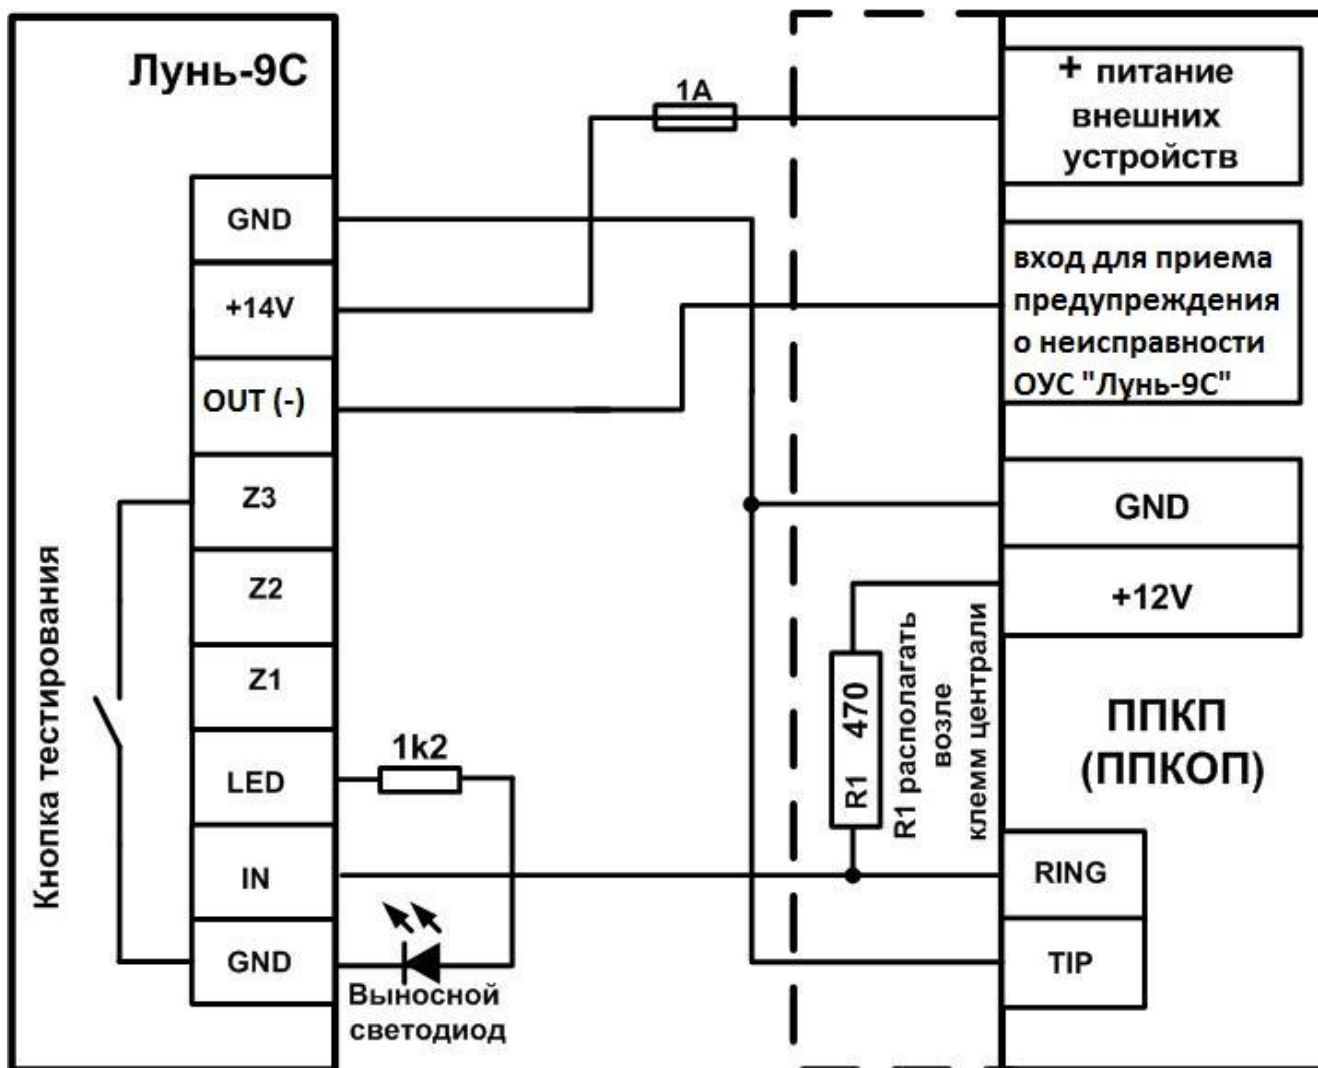 Лунь-9С
GND
+14V
OUT (-)
Z3
Z2
Z1
LED
IN
GND
Кнопка тестирования
1A
1k2
Выносной
светодиод
R1 470
R1 располагать
возле
клемм централи
+ питание
внешних
устройств
вход для приема
предупреждения
о неисправности
ОУС "Лунь-9С"
GND
+12V
ППКП
(ППКОП)
RING
TIP